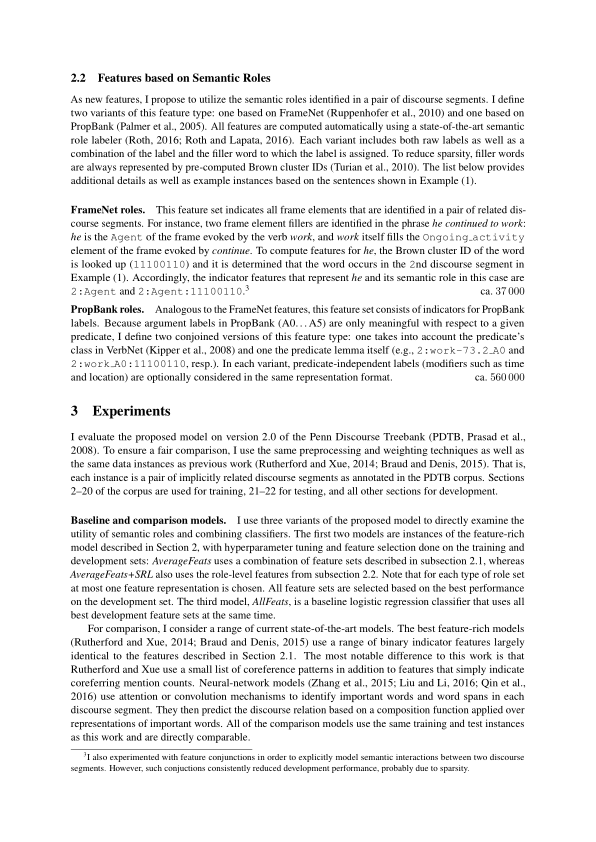 2.2 Features based on Semantic Roles
As new features, I propose to utilize the semantic roles identified in a pair of discourse segments. I define
two variants of this feature type: one based on FrameNet (Ruppenhofer et al., 2010) and one based on
PropBank (Palmer et al., 2005). All features are computed automatically using a state-of-the-art semantic
role labeler (Roth, 2016; Roth and Lapata, 2016). Each variant includes both raw labels as well as a
combination of the label and the filler word to which the label is assigned. To reduce sparsity, filler words
are always represented by pre-computed Brown cluster IDs (Turian et al., 2010). The list below provides
additional details as well as example instances based on the sentences shown in Example (1).
FrameNet roles. This feature set indicates all frame elements that are identified in a pair of related dis-
course segments. For instance, two frame element fillers are identified in the phrase he continued to work:
he is the Agent of the frame evoked by the verb work, and work itself fills the Ongoing_activity
element of the frame evoked by continue. To compute features for he, the Brown cluster ID of the word
is looked up (11100110) and it is determined that the word occurs in the 2nd discourse segment in
Example (1). Accordingly, the indicator features that represent he and its semantic role in this case are
2:Agent and 2:Agent:11100110.3 ca. 37 000
PropBank roles. Analogous to the FrameNet features, this feature set consists of indicators for PropBank
labels. Because argument labels in PropBank (A0...A5) are only meaningful with respect to a given
predicate, I define two conjoined versions of this feature type: one takes into account the predicate's
class in VerbNet (Kipper et al., 2008) and one the predicate lemma itself (e.g., 2:work-73.2_A0 and
2:work_A0:11100110, resp.). In each variant, predicate-independent labels (modifiers such as time
and location) are optionally considered in the same representation format. ca. 560 000
3 Experiments
I evaluate the proposed model on version 2.0 of the Penn Discourse Treebank (PDTB, Prasad et al.,
2008). To ensure a fair comparison, I use the same preprocessing and weighting techniques as well as
the same data instances as previous work (Rutherford and Xue, 2014; Braud and Denis, 2015). That is,
each instance is a pair of implicitly related discourse segments as annotated in the PDTB corpus. Sections
2–20 of the corpus are used for training, 21–22 for testing, and all other sections for development.
Baseline and comparison models. I use three variants of the proposed model to directly examine the
utility of semantic roles and combining classifiers. The first two models are instances of the feature-rich
model described in Section 2, with hyperparameter tuning and feature selection done on the training and
development sets: AverageFeats uses a combination of feature sets described in subsection 2.1, whereas
AverageFeats+SRL also uses the role-level features from subsection 2.2. Note that for each type of role set
at most one feature representation is chosen. All feature sets are selected based on the best performance
on the development set. The third model, AllFeats, is a baseline logistic regression classifier that uses all
best development feature sets at the same time.
For comparison, I consider a range of current state-of-the-art models. The best feature-rich models
(Rutherford and Xue, 2014; Braud and Denis, 2015) use a range of binary indicator features largely
identical to the features described in Section 2.1. The most notable difference to this work is that
Rutherford and Xue use a small list of coreference patterns in addition to features that simply indicate
coreferring mention counts. Neural-network models (Zhang et al., 2015; Liu and Li, 2016; Qin et al.,
2016) use attention or convolution mechanisms to identify important words and word spans in each
discourse segment. They then predict the discourse relation based on a composition function applied over
representations of important words. All of the comparison models use the same training and test instances
as this work and are directly comparable.
3I also experimented with feature conjunctions in order to explicitly model semantic interactions between two discourse
segments. However, such conjuctions consistently reduced development performance, probably due to sparsity.